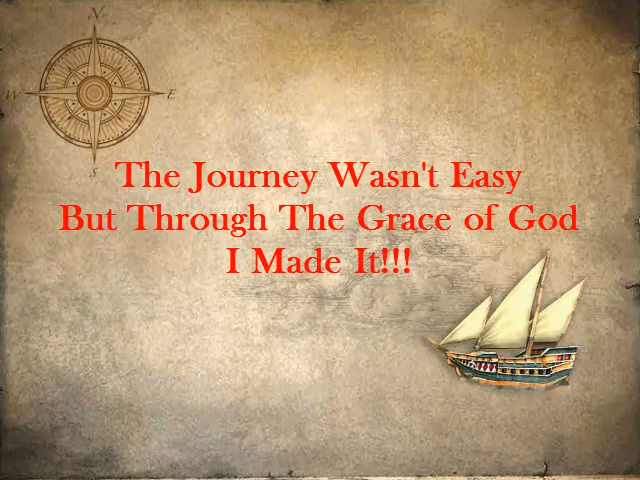 N
W E
S
The Journey Wasn't Easy
But Through The Grace of God
I Made It!!!